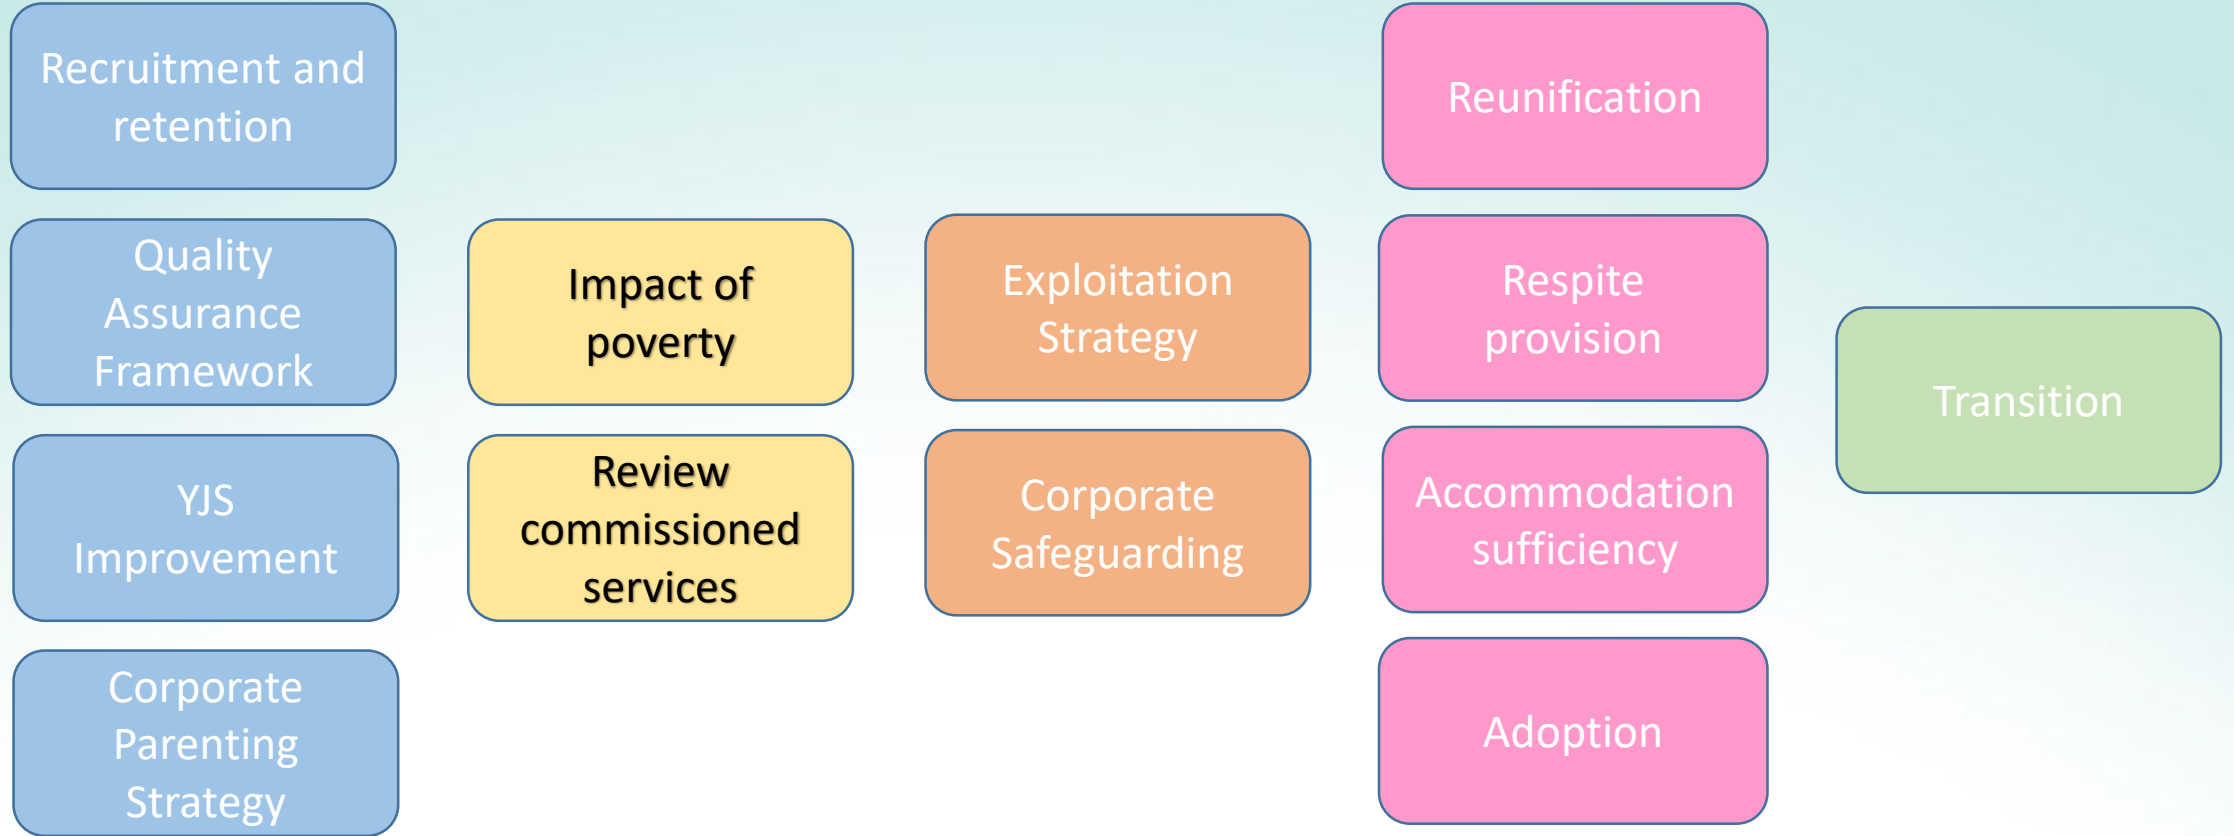 Recruitment and
retention
Quality
Assurance
Framework
YJS
Improvement
Corporate
Parenting
Strategy
Impact of
poverty
Review
commissioned
services
Exploitation
Strategy
Corporate
Safeguarding
Reunification
Respite
provision
Accommodation
sufficiency
Adoption
Transition